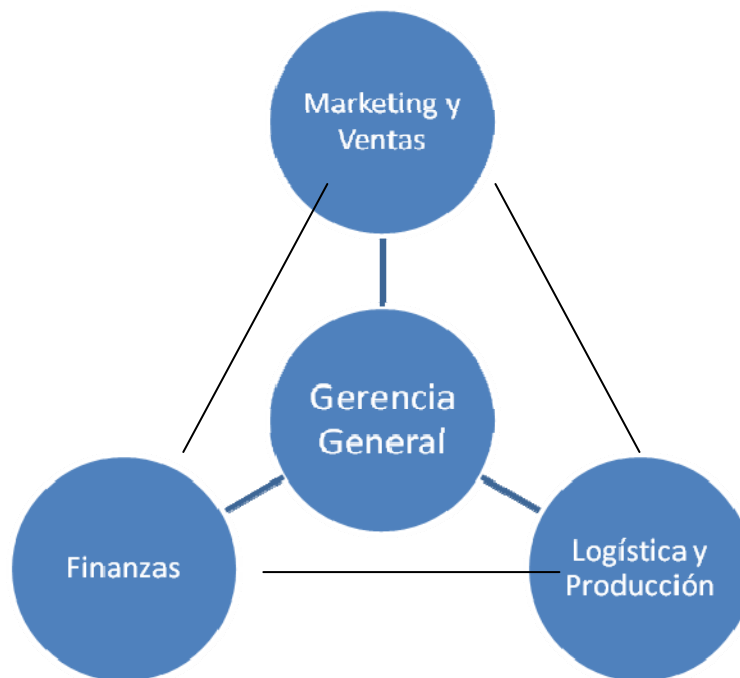 Marketing y
Ventas
Gerencia
General
Finanzas
Logística y
Producción